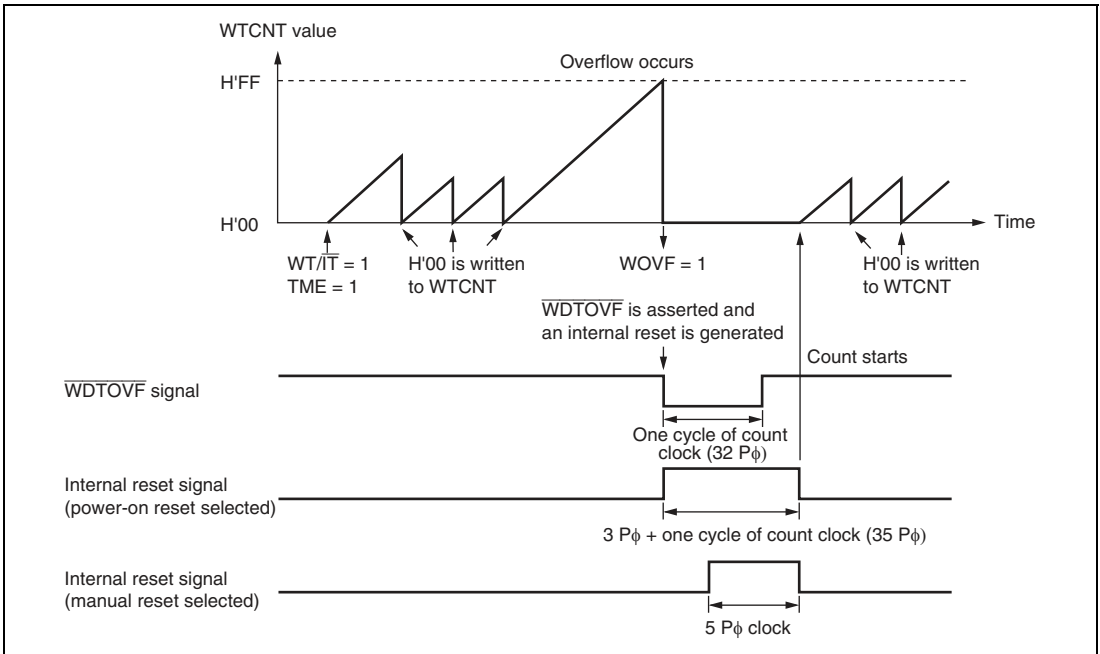 WTCNT value
Overflow occurs
H'FF
H'00
Time
WT/IT = 1
TME = 1
H'00 is written
to WTCNT
WOVF = 1
H'00 is written
to WTCNT
WDTOVF is asserted and
an internal reset is generated
Count starts
WDTOVF signal
One cycle of count
clock (32 Pϕ)
Internal reset signal
(power-on reset selected)
3 Pϕ + one cycle of count clock (35 Pϕ)
Internal reset signal
(manual reset selected)
5 Pϕ clock